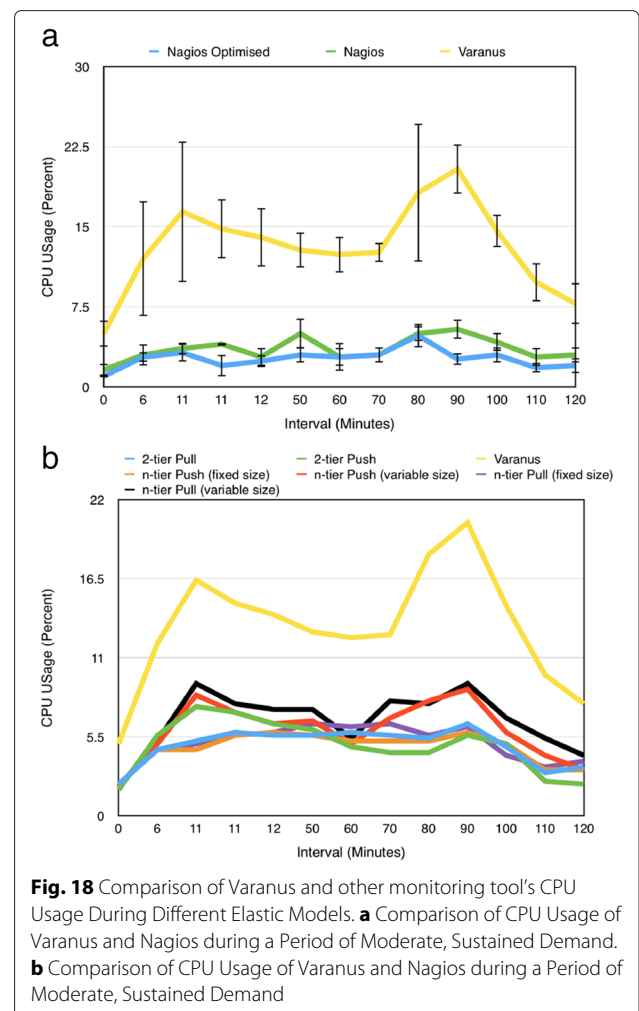 a
Nagios Optimised Nagios Varanus
30
22.5
15
7.5
0
CPU USage (Percent)
0 6 11 11 12 50 60 70 80 90 100 110 120
Interval (Minutes)
b
2-tier Pull 2-tier Push Varanus
n-tier Push (fixed size) n-tier Push (variable size) n-tier Pull (fixed size)
n-tier Pull (variable size)
22
16.5
11
5.5
0
CPU USage (Percent)
0 6 11 11 12 50 60 70 80 90 100 110 120
Interval (Minutes)
Fig. 18 Comparison of Varanus and other monitoring tool's CPU
Usage During Different Elastic Models. a Comparison of CPU Usage of
Varanus and Nagios during a Period of Moderate, Sustained Demand.
b Comparison of CPU Usage of Varanus and Nagios during a Period of
Moderate, Sustained Demand